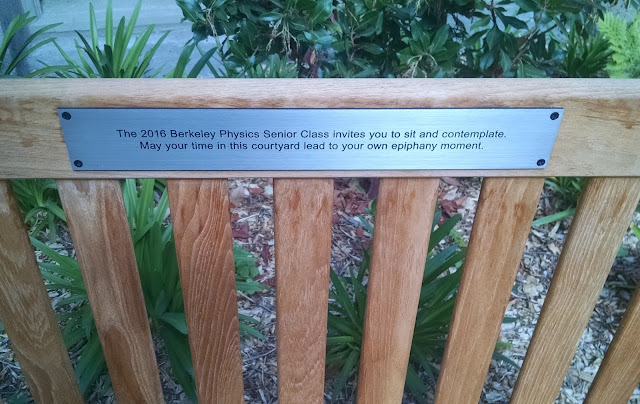 The 2016 Berkeley Physics Senior Class invites you to sit and contemplate.
May your time in this courtyard lead to your own epiphany moment.